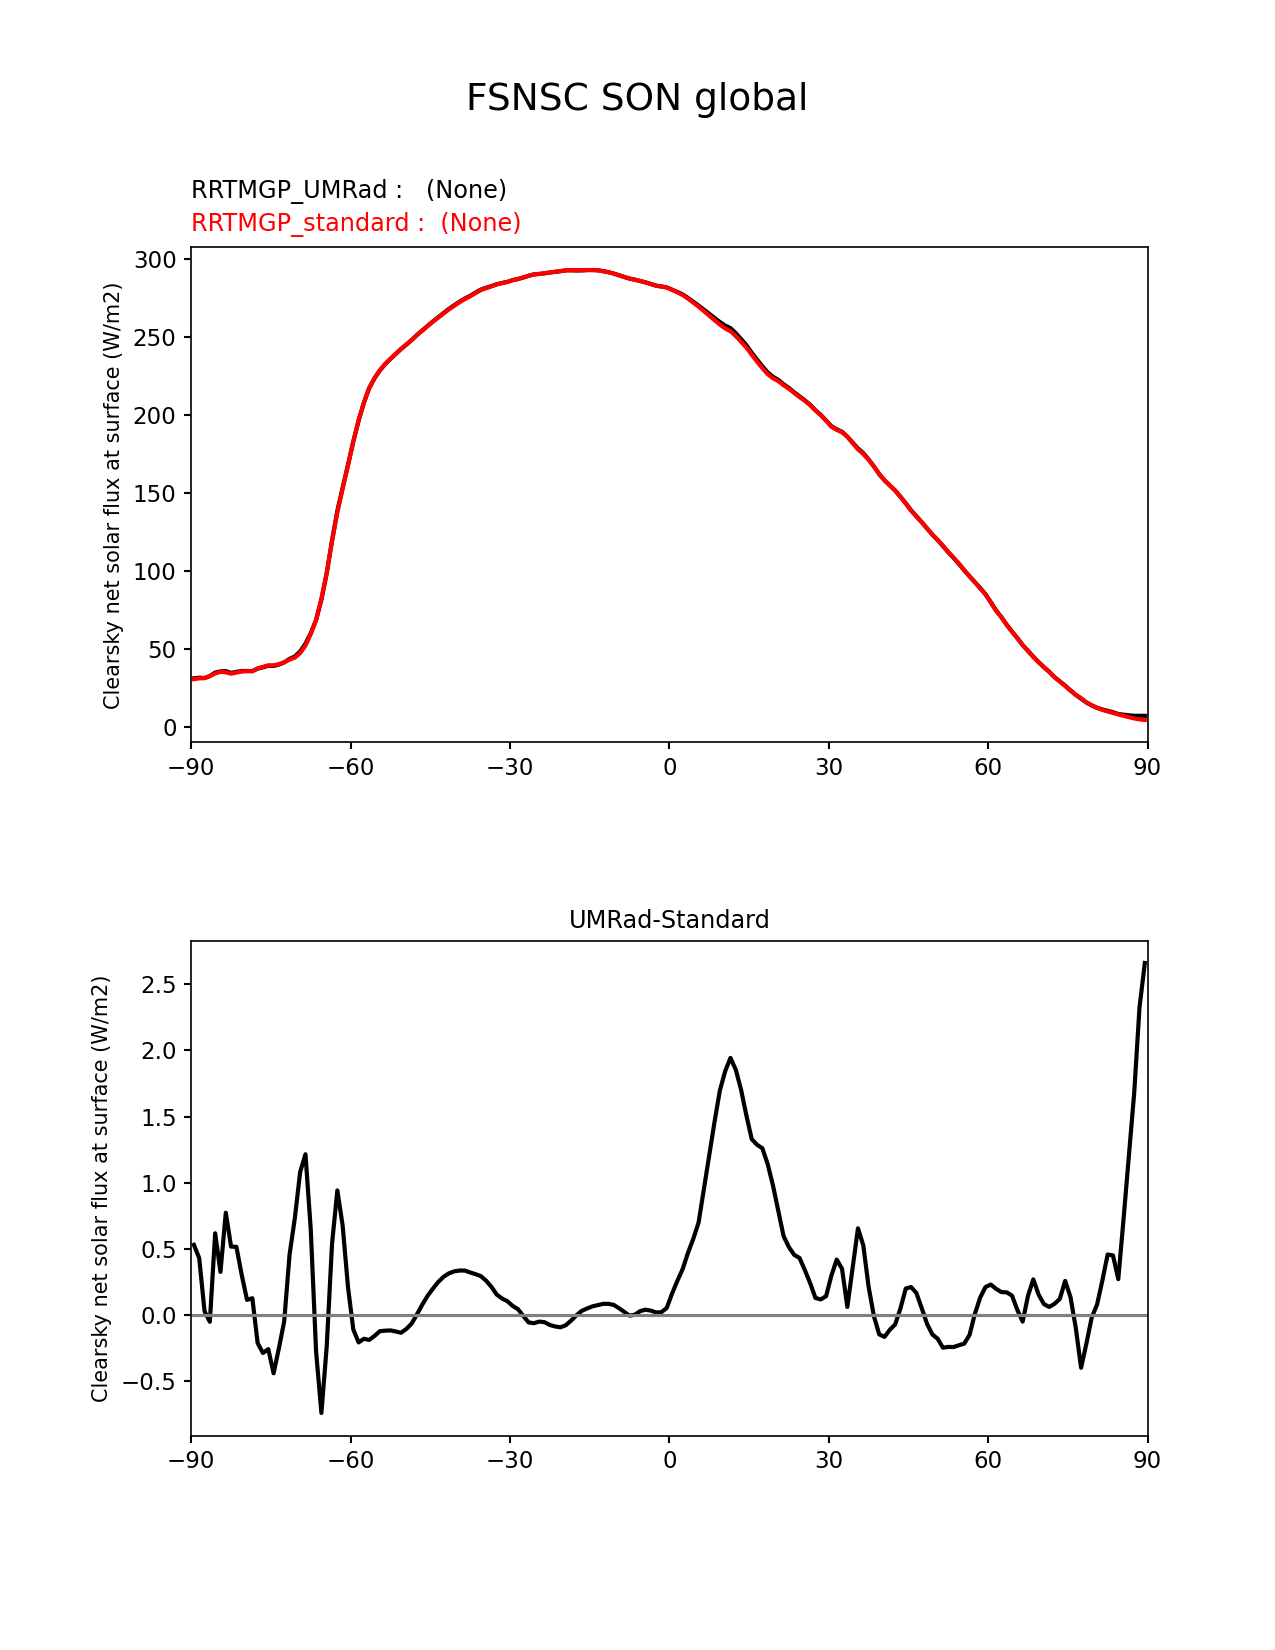 FSNSC SON global
RRTMGP_UMRad :   (None)
RRTMGP_standard :  (None)
Clearsky net solar flux at surface (W/m2)
300
250
200
150
100
50
0
−90 −60 −30 0 30 60 90
UMRad-Standard
Clearsky net solar flux at surface (W/m2)
2.5
2.0
1.5
1.0
0.5
0.0
−0.5
−90 −60 −30 0 30 60 90